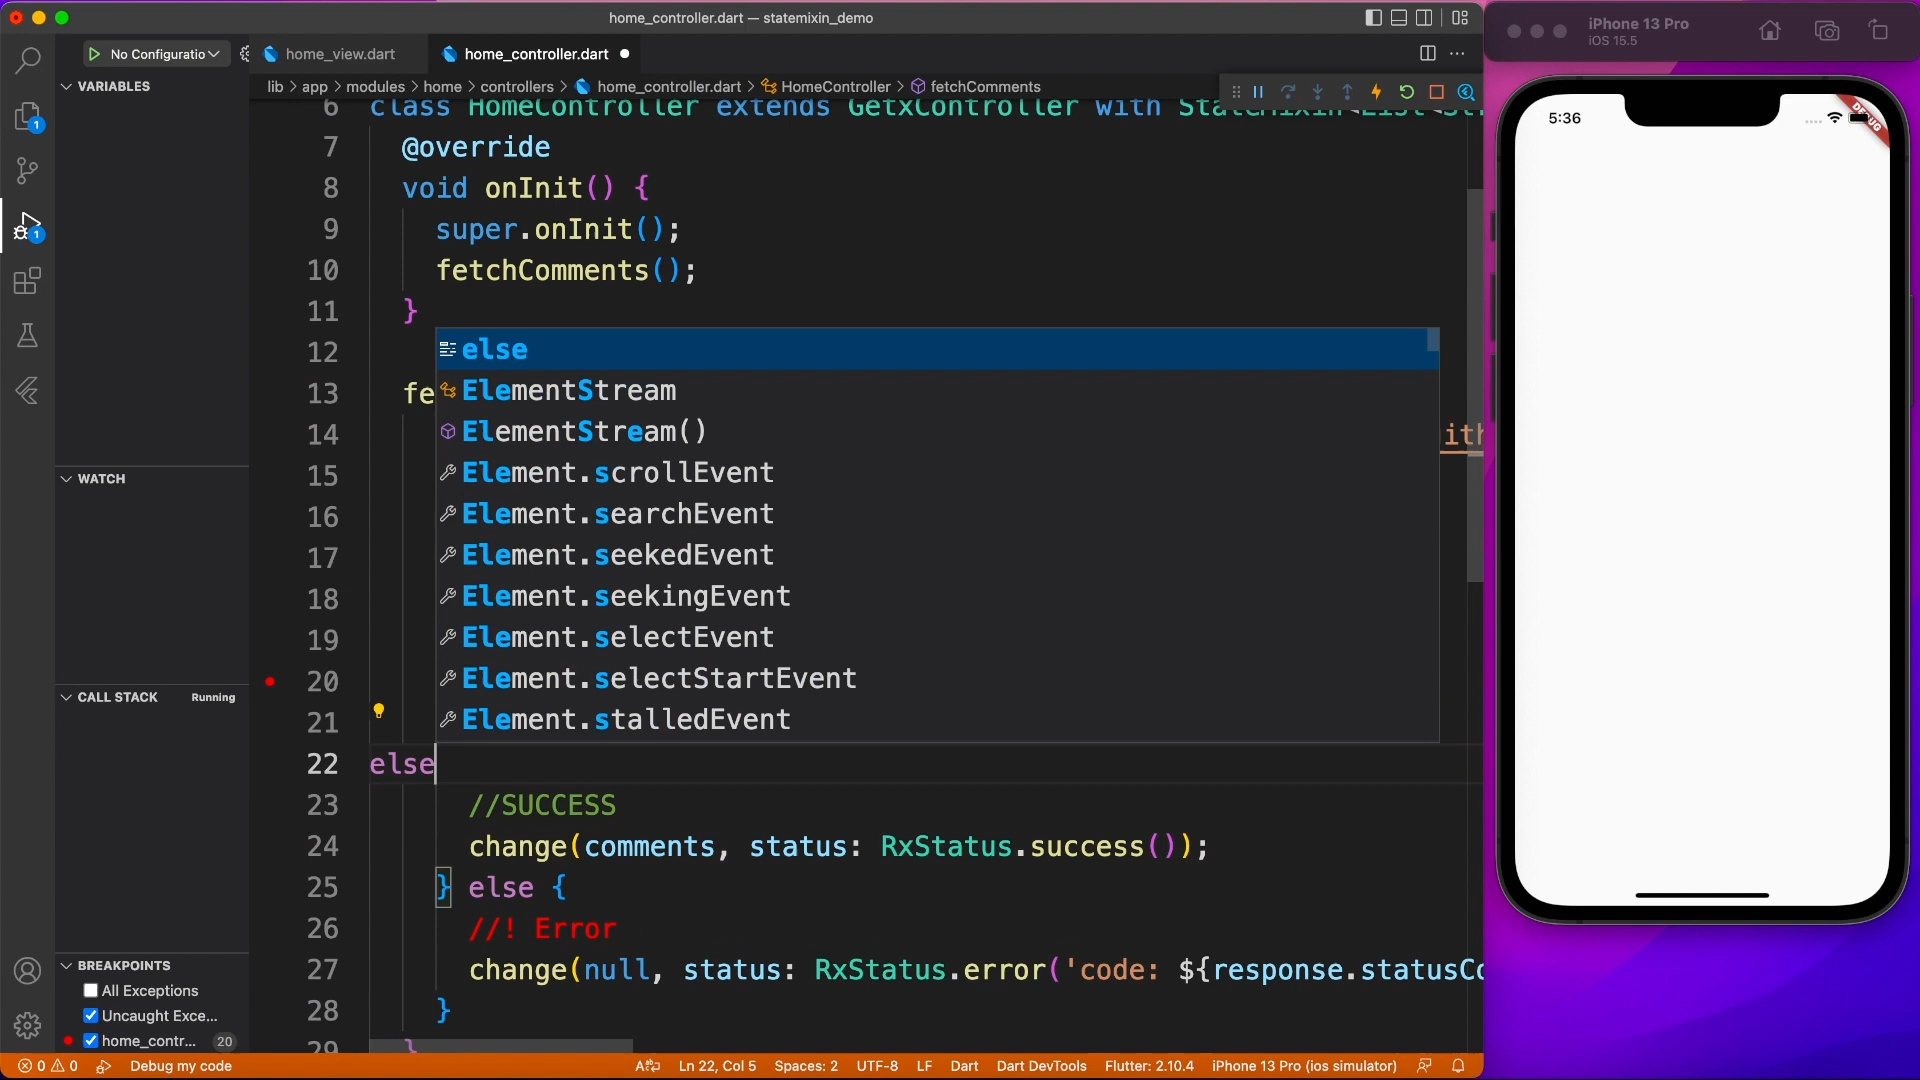 home_controller.dart — statemixin_demo
iPhone 13 Pro
iOS 15.5
No Configuratio
home_view.dart
home_controller.dart
VARIABLES
lib > app > modules > home > controllers > home_controller.dart > HomeController > fetchComments
5:36
DEBUG
6 class HomeController extends GetxController with StateMixin<List<
7 @override
8 void onInit() {
9 super.onInit();
10 fetchComments();
11 }
12
13 fe
14
15
16
17
18
19
20
21
else
ElementStream
ElementStream()
Element.scrollEvent
Element.searchEvent
Element.seekedEvent
Element.seekingEvent
Element.selectEvent
Element.selectStartEvent
Element.stalledEvent
22 else
23 //SUCCESS
24 change(comments, status: RxStatus.success());
25 } else {
26 //! Error
27 change(null, status: RxStatus.error('code: ${response.statusCo
28 }
29 }
1
1
WATCH
CALL STACK Running
BREAKPOINTS
All Exceptions
Uncaught Exce...
home_contr... 20
0 0 Debug my code Ln 22, Col 5 Spaces: 2 UTF-8 LF Dart Dart DevTools Flutter: 2.10.4 iPhone 13 Pro (ios simulator)